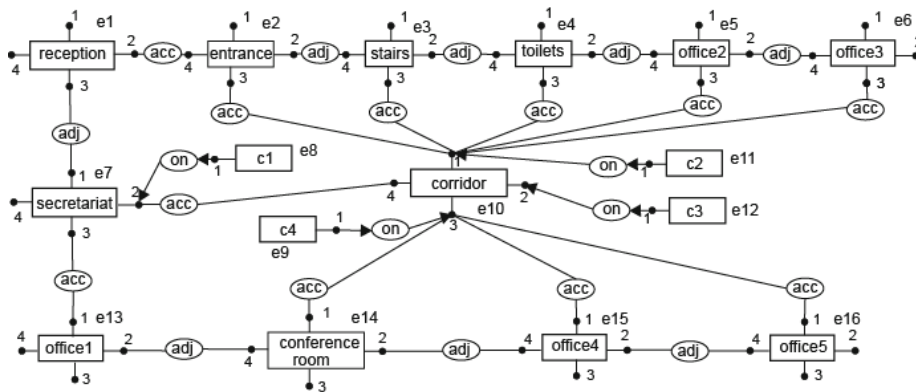 1 e1 1 e2 1 e3 1 e4 1 e5 1 e6
4 reception 2 acc 4 entrance 2 adj 4 stairs 2 adj 4 toilets 2 adj 4 office2 2 adj 4 office3 2
3 3 3 3 3 3
acc acc acc acc acc
adj
1 e7 on 1 c1 e8 1 on 1 c2 e11
4 secretariat 2 acc 4 corridor 2
3 c4 1 on 3 e10 on 1 c3 e12
e9
acc acc acc acc
1 e13 1 e14 1 e15 1 e16
4 office1 2 adj 4 conference room 2 adj 4 office4 2 adj 4 office5 2
3 3 3 3